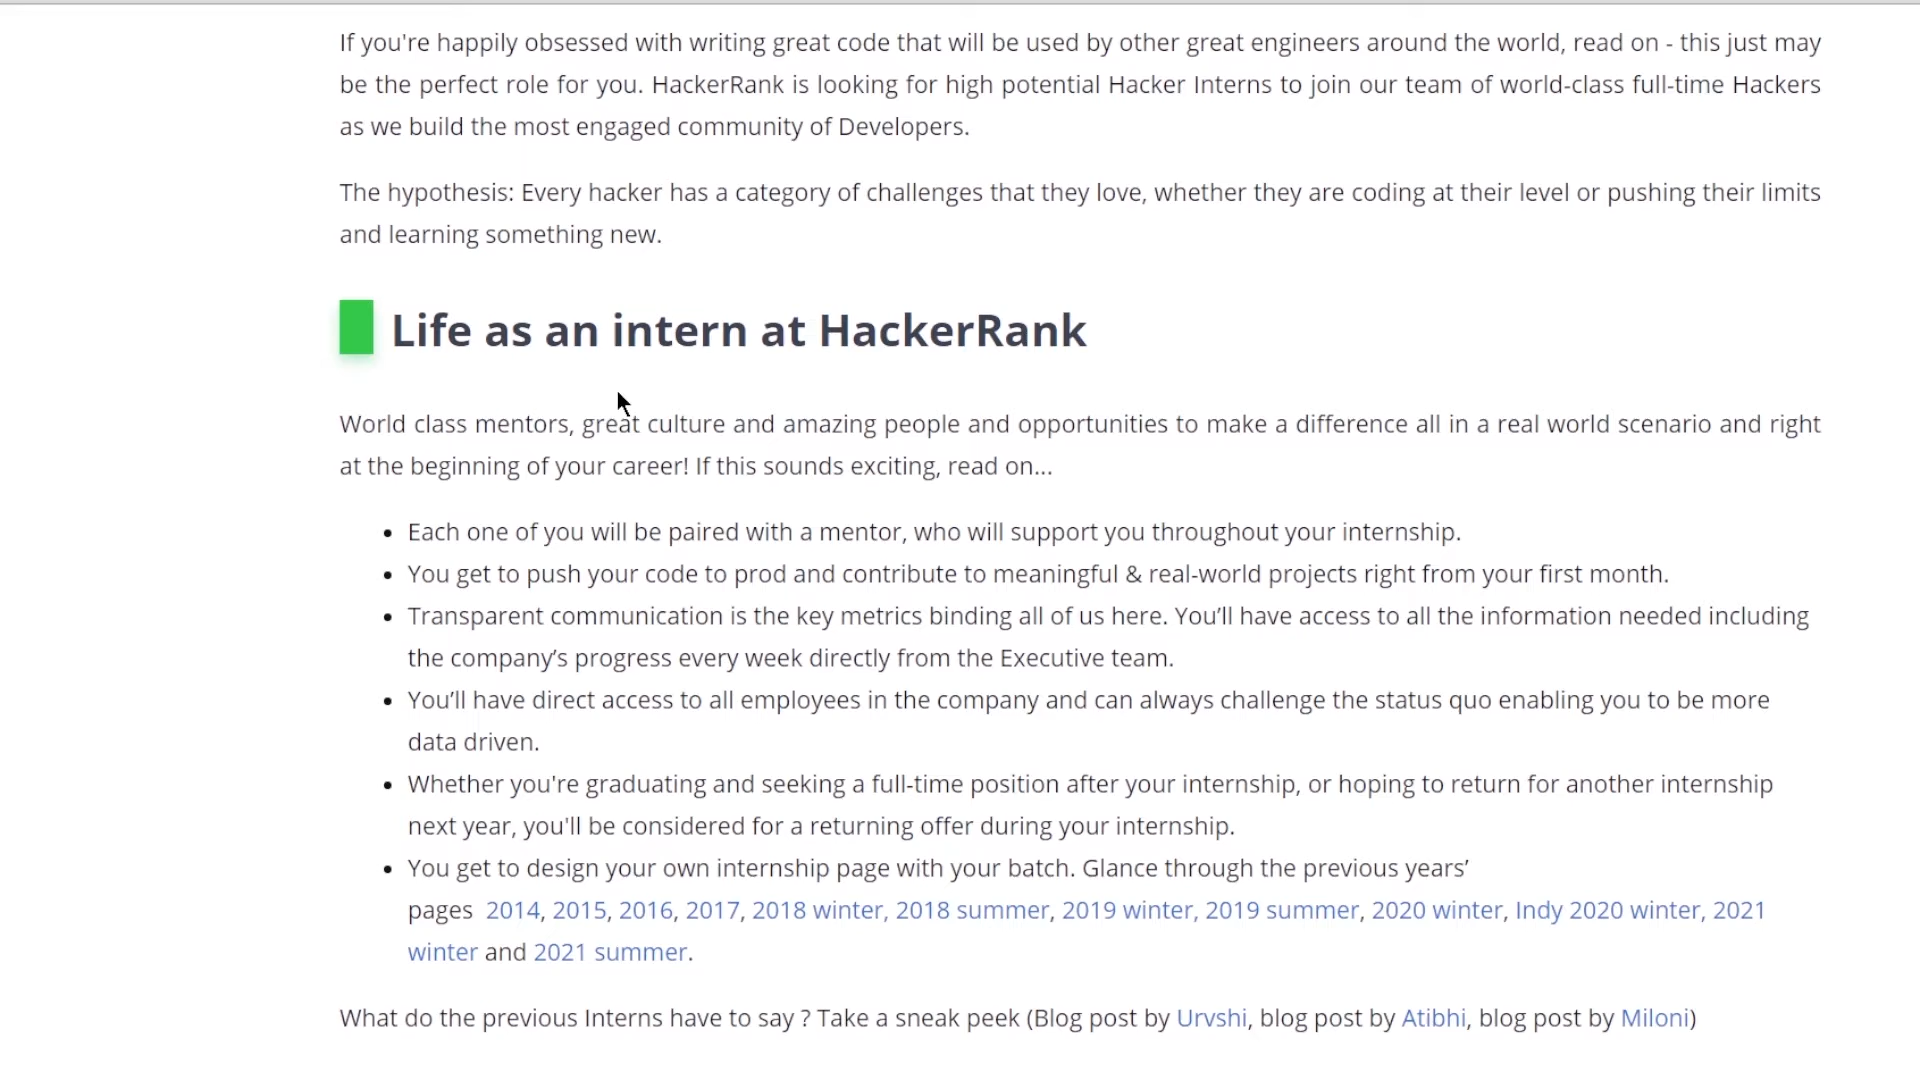 If you're happily obsessed with writing great code that will be used by other great engineers around the world, read on - this just may
be the perfect role for you. HackerRank is looking for high potential Hacker Interns to join our team of world-class full-time Hackers
as we build the most engaged community of Developers.
The hypothesis: Every hacker has a category of challenges that they love, whether they are coding at their level or pushing their limits
and learning something new.
Life as an intern at HackerRank
World class mentors, great culture and amazing people and opportunities to make a difference all in a real world scenario and right
at the beginning of your career! If this sounds exciting, read on...
• Each one of you will be paired with a mentor, who will support you throughout your internship.
• You get to push your code to prod and contribute to meaningful & real-world projects right from your first month.
• Transparent communication is the key metrics binding all of us here. You’ll have access to all the information needed including
the company’s progress every week directly from the Executive team.
• You’ll have direct access to all employees in the company and can always challenge the status quo enabling you to be more
data driven.
• Whether you're graduating and seeking a full-time position after your internship, or hoping to return for another internship
next year, you'll be considered for a returning offer during your internship.
• You get to design your own internship page with your batch. Glance through the previous years’
pages 2014, 2015, 2016, 2017, 2018 winter, 2018 summer, 2019 winter, 2019 summer, 2020 winter, Indy 2020 winter, 2021
winter and 2021 summer.
What do the previous Interns have to say ? Take a sneak peek (Blog post by Urvshi, blog post by Atibhi, blog post by Miloni)